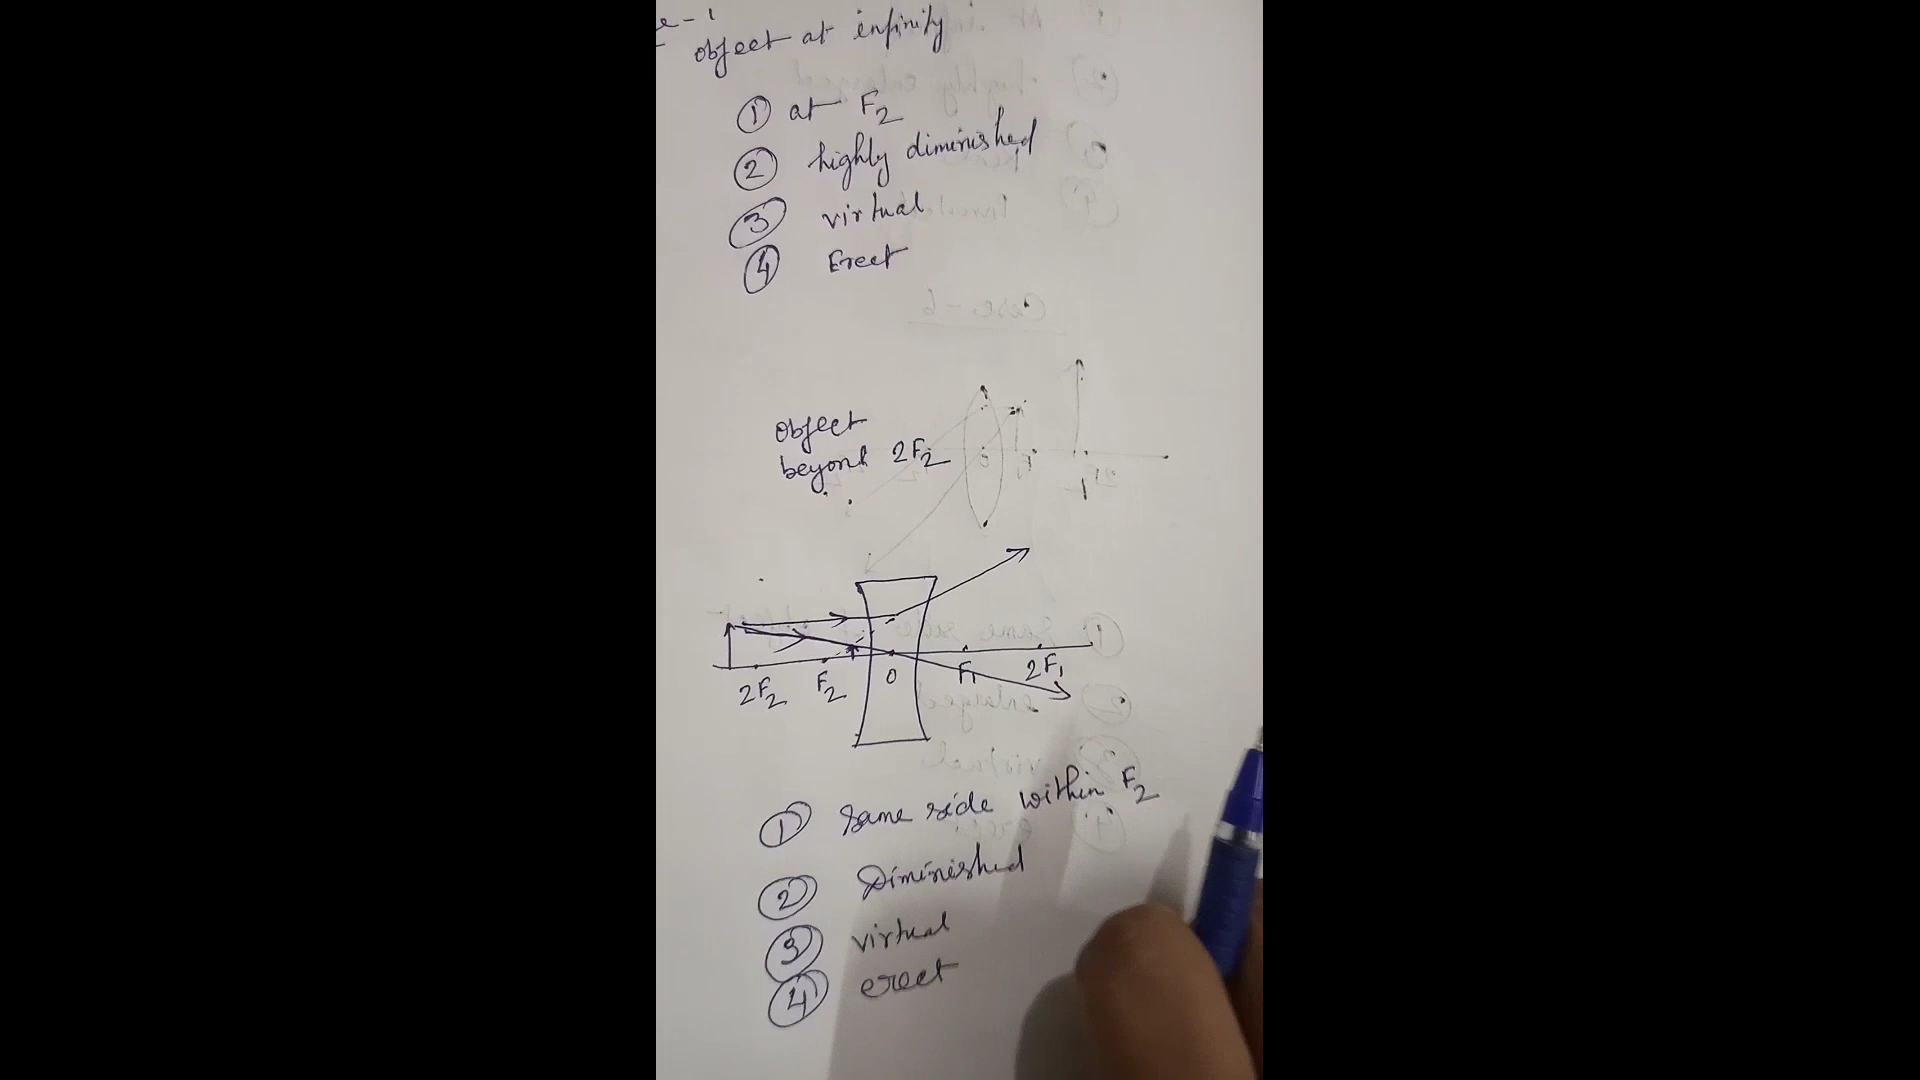 e-1
object at infinity
① at F2
② highly diminished
③ virtual
④ Erect
object
beyond 2F2
2F2 F2 O F1 2F1
① Same side within F2
② Diminished
③ virtual
④ erect